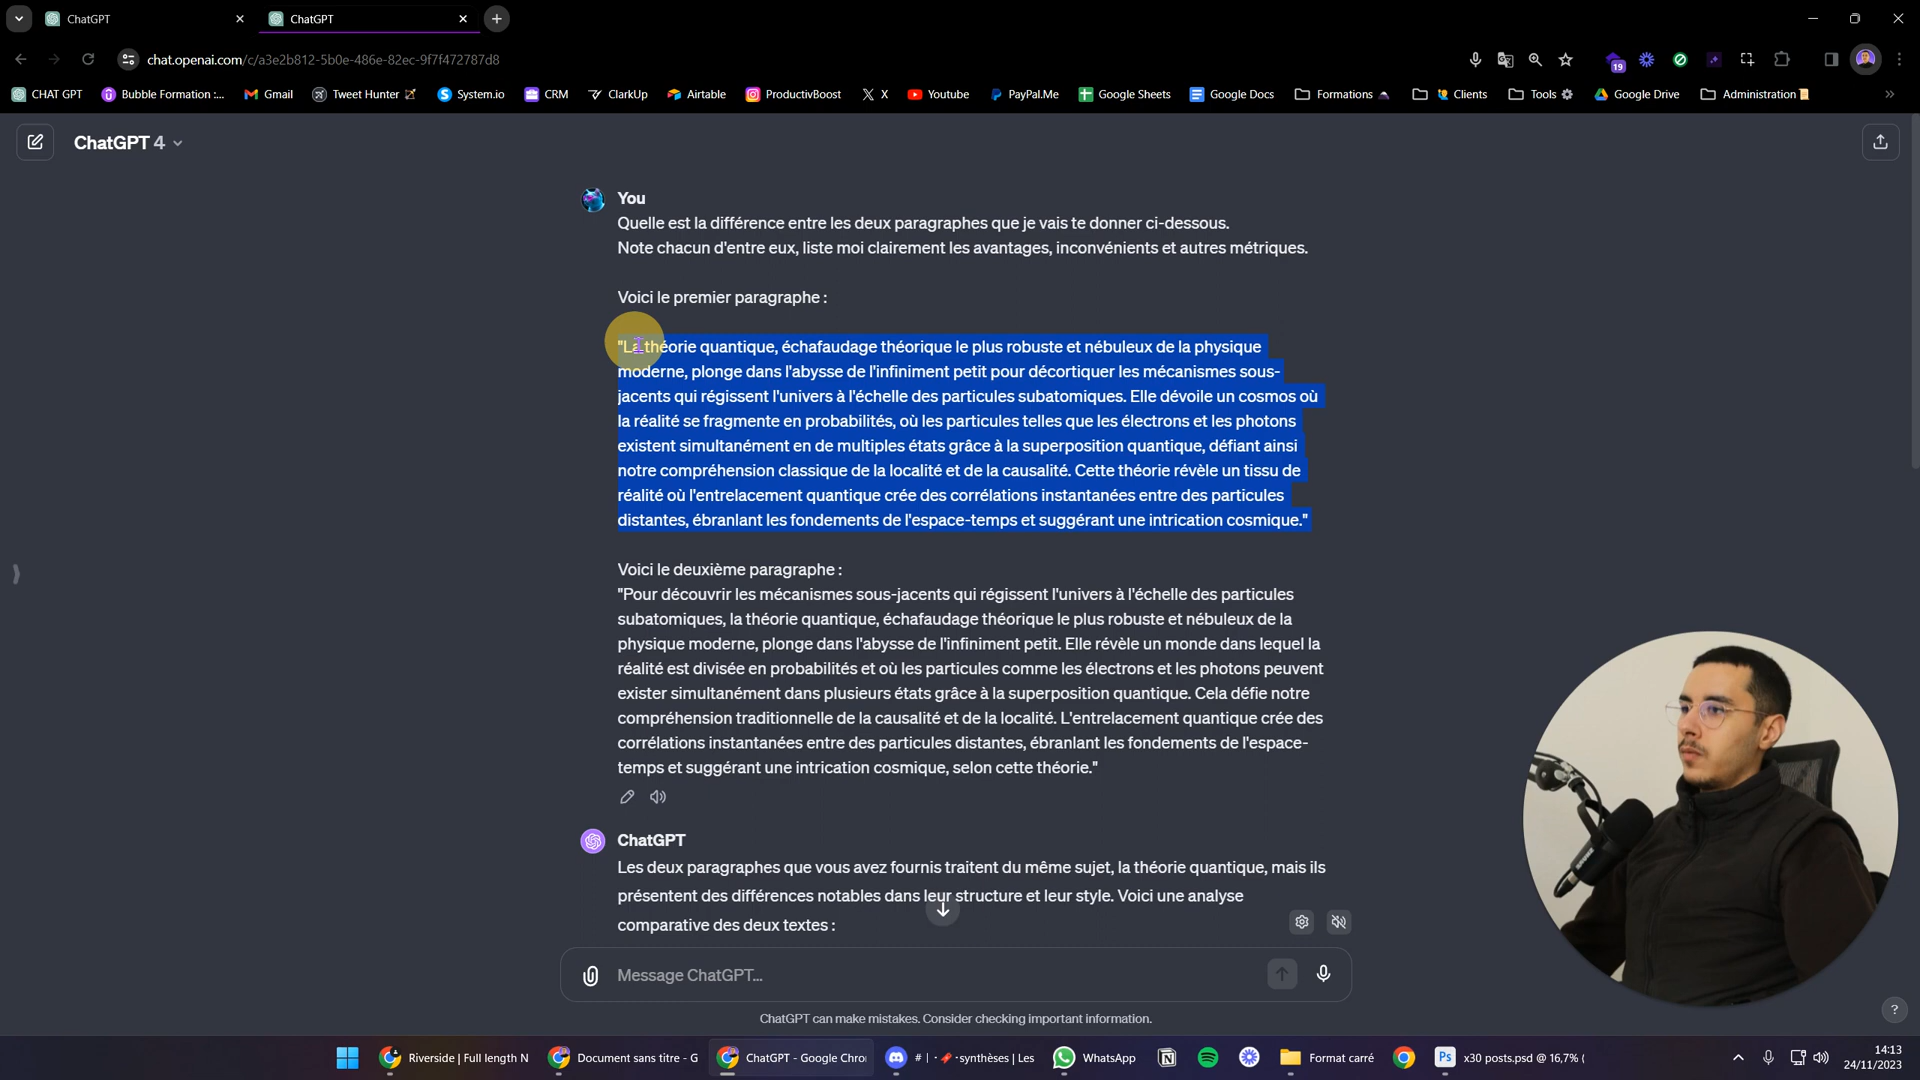 ChatGPT
ChatGPT
chat.openai.com/c/a3e2b812-5b0e-486e-82ec-9f7f472787d8
19
CHAT GPT
Bubble Formation :...
Gmail
Tweet Hunter
System.io
CRM
ClarkUp
Airtable
ProductivBoost
X
Youtube
PayPal.Me
Google Sheets
Google Docs
Formations
Clients
Tools
Google Drive
Administration
ChatGPT 4
You
Quelle est la différence entre les deux paragraphes que je vais te donner ci-dessous.
Note chacun d'entre eux, liste moi clairement les avantages, inconvénients et autres métriques.
Voici le premier paragraphe :
"La théorie quantique, échafaudage théorique le plus robuste et nébuleux de la physique
moderne, plonge dans l'abysse de l'infiniment petit pour décortiquer les mécanismes sous-
jacents qui régissent l'univers à l'échelle des particules subatomiques. Elle dévoile un cosmos où
la réalité se fragmente en probabilités, où les particules telles que les électrons et les photons
existent simultanément en de multiples états grâce à la superposition quantique, défiant ainsi
notre compréhension classique de la localité et de la causalité. Cette théorie révèle un tissu de
réalité où l'entrelacement quantique crée des corrélations instantanées entre des particules
distantes, ébranlant les fondements de l'espace-temps et suggérant une intrication cosmique."
Voici le deuxième paragraphe :
"Pour découvrir les mécanismes sous-jacents qui régissent l'univers à l'échelle des particules
subatomiques, la théorie quantique, échafaudage théorique le plus robuste et nébuleux de la
physique moderne, plonge dans l'abysse de l'infiniment petit. Elle révèle un monde dans lequel la
réalité est divisée en probabilités et où les particules comme les électrons et les photons peuvent
exister simultanément dans plusieurs états grâce à la superposition quantique. Cela défie notre
compréhension traditionnelle de la causalité et de la localité. L'entrelacement quantique crée des
corrélations instantanées entre des particules distantes, ébranlant les fondements de l'espace-
temps et suggérant une intrication cosmique, selon cette théorie."
ChatGPT
Les deux paragraphes que vous avez fournis traitent du même sujet, la théorie quantique, mais ils
présentent des différences notables dans leur structure et leur style. Voici une analyse
comparative des deux textes :
Message ChatGPT...
ChatGPT can make mistakes. Consider checking important information.
?
Riverside | Full length N
Document sans titre - G
ChatGPT - Google Chro
# | ・🚀・synthèses | Les
WhatsApp
Format carré
Ps
x30 posts.psd @ 16,7% (
14:13
24/11/2023